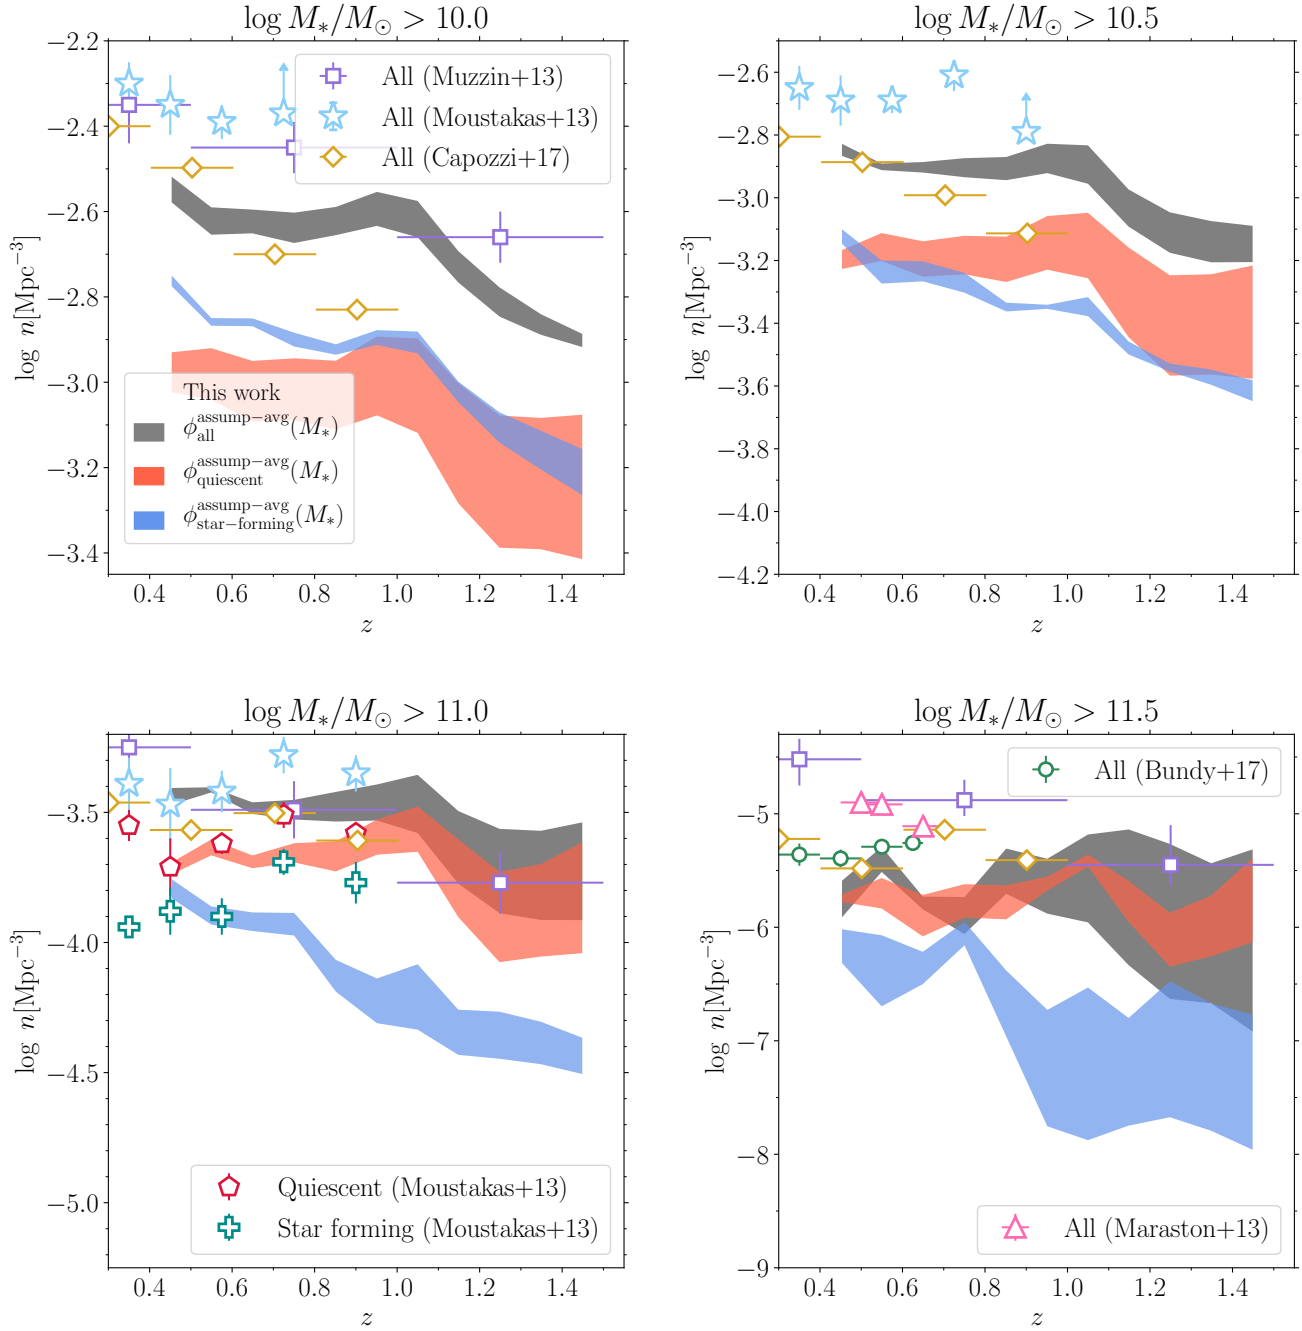 log M∗/M⊙ > 10.0
−2.2
−2.4
−2.6
−2.8
−3.0
−3.2
−3.4
log n[Mpc⁻³]
All (Muzzin+13)
All (Moustakas+13)
All (Capozzi+17)
This work
ϕ_all^assump−avg(M∗)
ϕ_quiescent^assump−avg(M∗)
ϕ_star−forming^assump−avg(M∗)
0.4 0.6 0.8 1.0 1.2 1.4
z
log M∗/M⊙ > 10.5
−2.6
−2.8
−3.0
−3.2
−3.4
−3.6
−3.8
−4.0
−4.2
log n[Mpc⁻³]
0.4 0.6 0.8 1.0 1.2 1.4
z
log M∗/M⊙ > 11.0
−3.5
−4.0
−4.5
−5.0
log n[Mpc⁻³]
Quiescent (Moustakas+13)
Star forming (Moustakas+13)
0.4 0.6 0.8 1.0 1.2 1.4
z
log M∗/M⊙ > 11.5
All (Bundy+17)
−5
−6
−7
−8
−9
log n[Mpc⁻³]
All (Maraston+13)
0.4 0.6 0.8 1.0 1.2 1.4
z